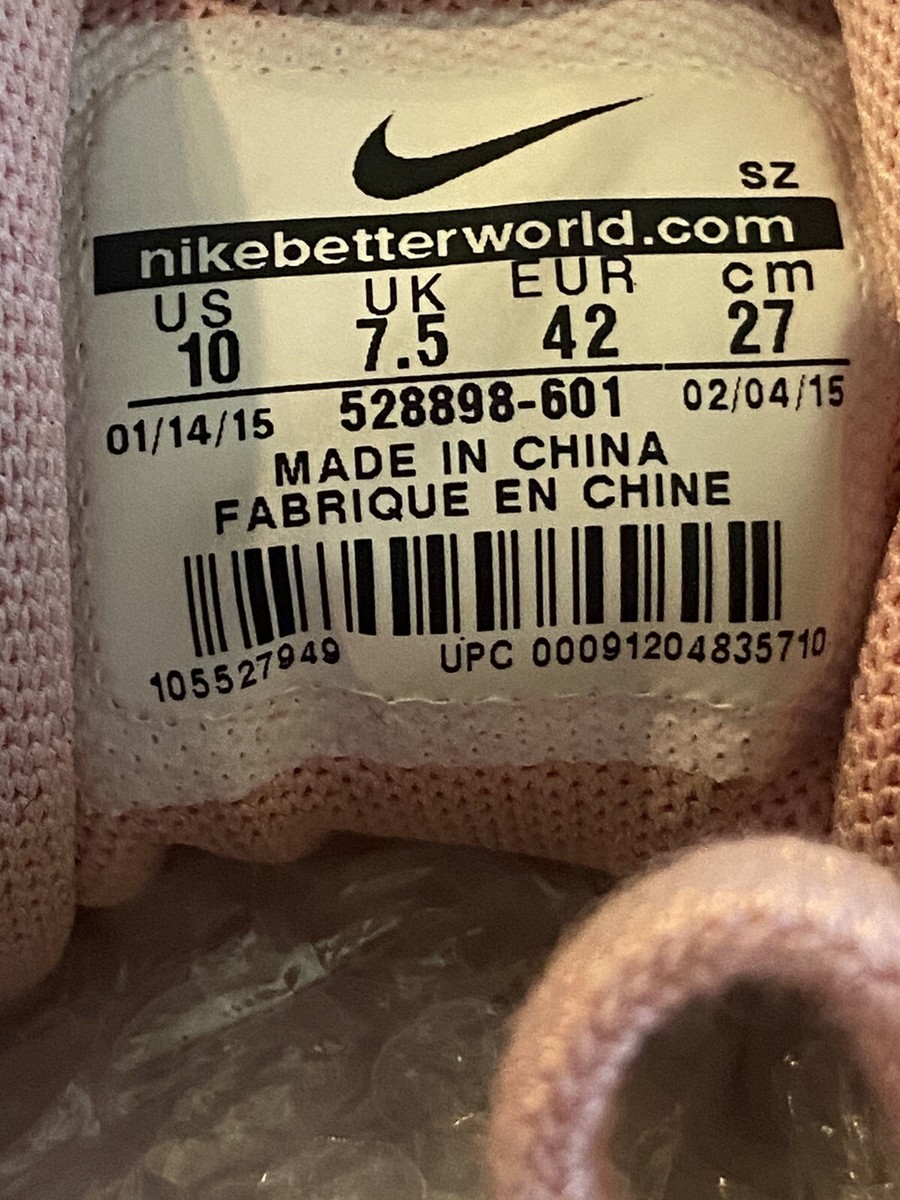 SZ
nikebetterworld.com
US UK EUR cm
10 7.5 42 27
01/14/15 528898-601 02/04/15
MADE IN CHINA
FABRIQUE EN CHINE
105527949 UPC 00091204835710